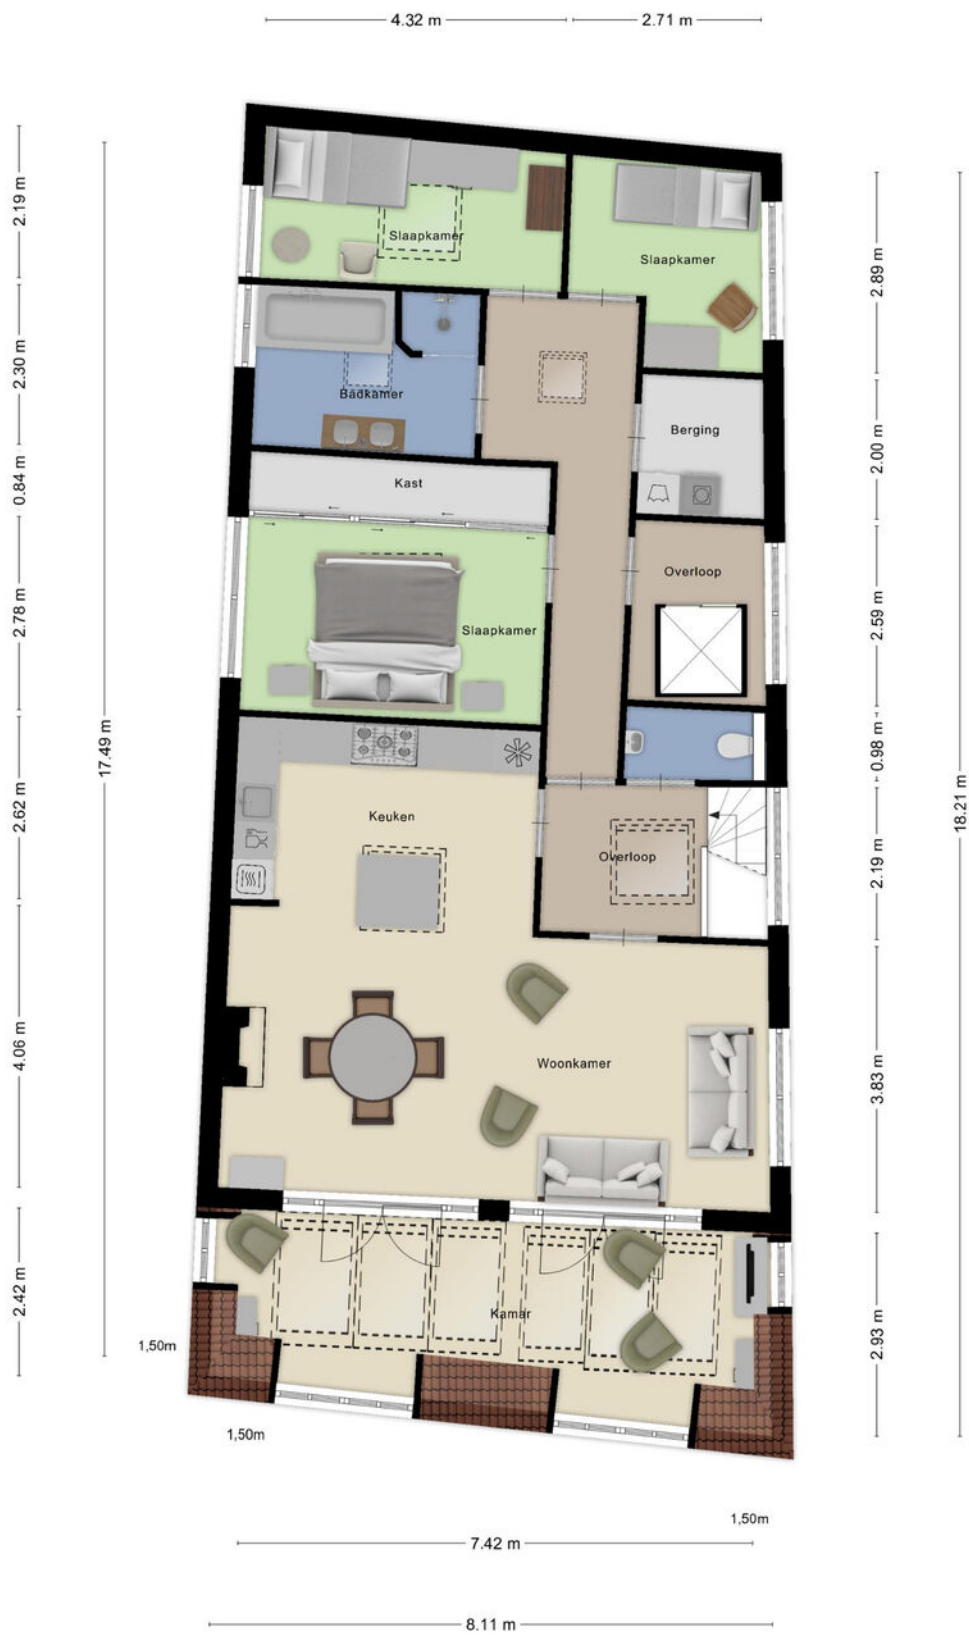 4.32 m
2.71 m
2.19 m
2.30 m
0.84 m
2.78 m
2.62 m
4.06 m
2.42 m
17.49 m
Slaapkamer
Slaapkamer
Badkamer
Berging
Kast
Overloop
Slaapkamer
Keuken
Overloop
Woonkamer
Kamar
2.89 m
2.00 m
2.59 m
0.98 m
2.19 m
3.83 m
2.93 m
18.21 m
1,50m
1,50m
1,50m
7.42 m
8.11 m